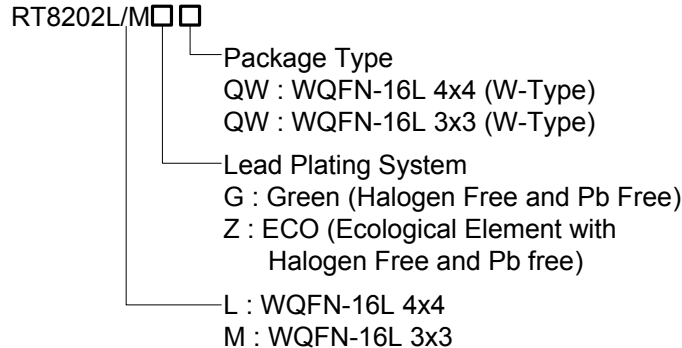 RT8202L/M
Package Type
QW : WQFN-16L 4x4 (W-Type)
QW : WQFN-16L 3x3 (W-Type)
Lead Plating System
G : Green (Halogen Free and Pb Free)
Z : ECO (Ecological Element with
Halogen Free and Pb free)
L : WQFN-16L 4x4
M : WQFN-16L 3x3